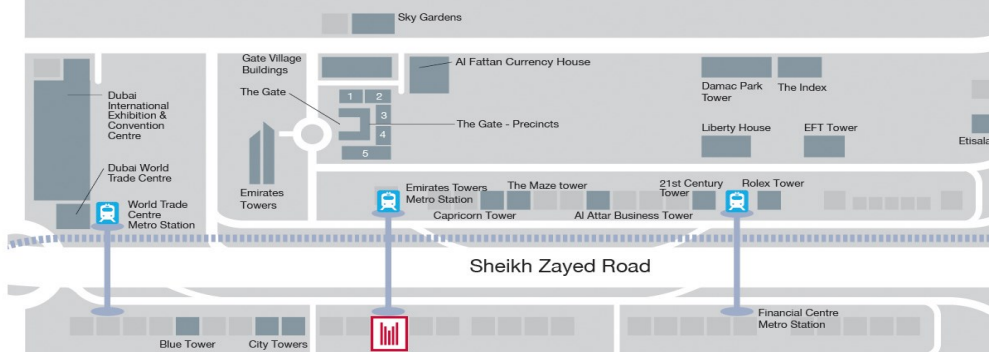 Sky Gardens
Gate Village
Buildings
Al Fattan Currency House
The Gate
1
2
3
4
5
The Gate - Precincts
Dubai
International
Exhibition &
Convention
Centre
Damac Park
Tower
The Index
Liberty House
EFT Tower
Etisala
Dubai World
Trade Centre
Emirates
Towers
World Trade
Centre
Metro Station
Emirates Towers
Metro Station
The Maze tower
Capricorn Tower
Al Attar Business Tower
21st Century
Tower
Rolex Tower
Sheikh Zayed Road
Financial Centre
Metro Station
Blue Tower
City Towers